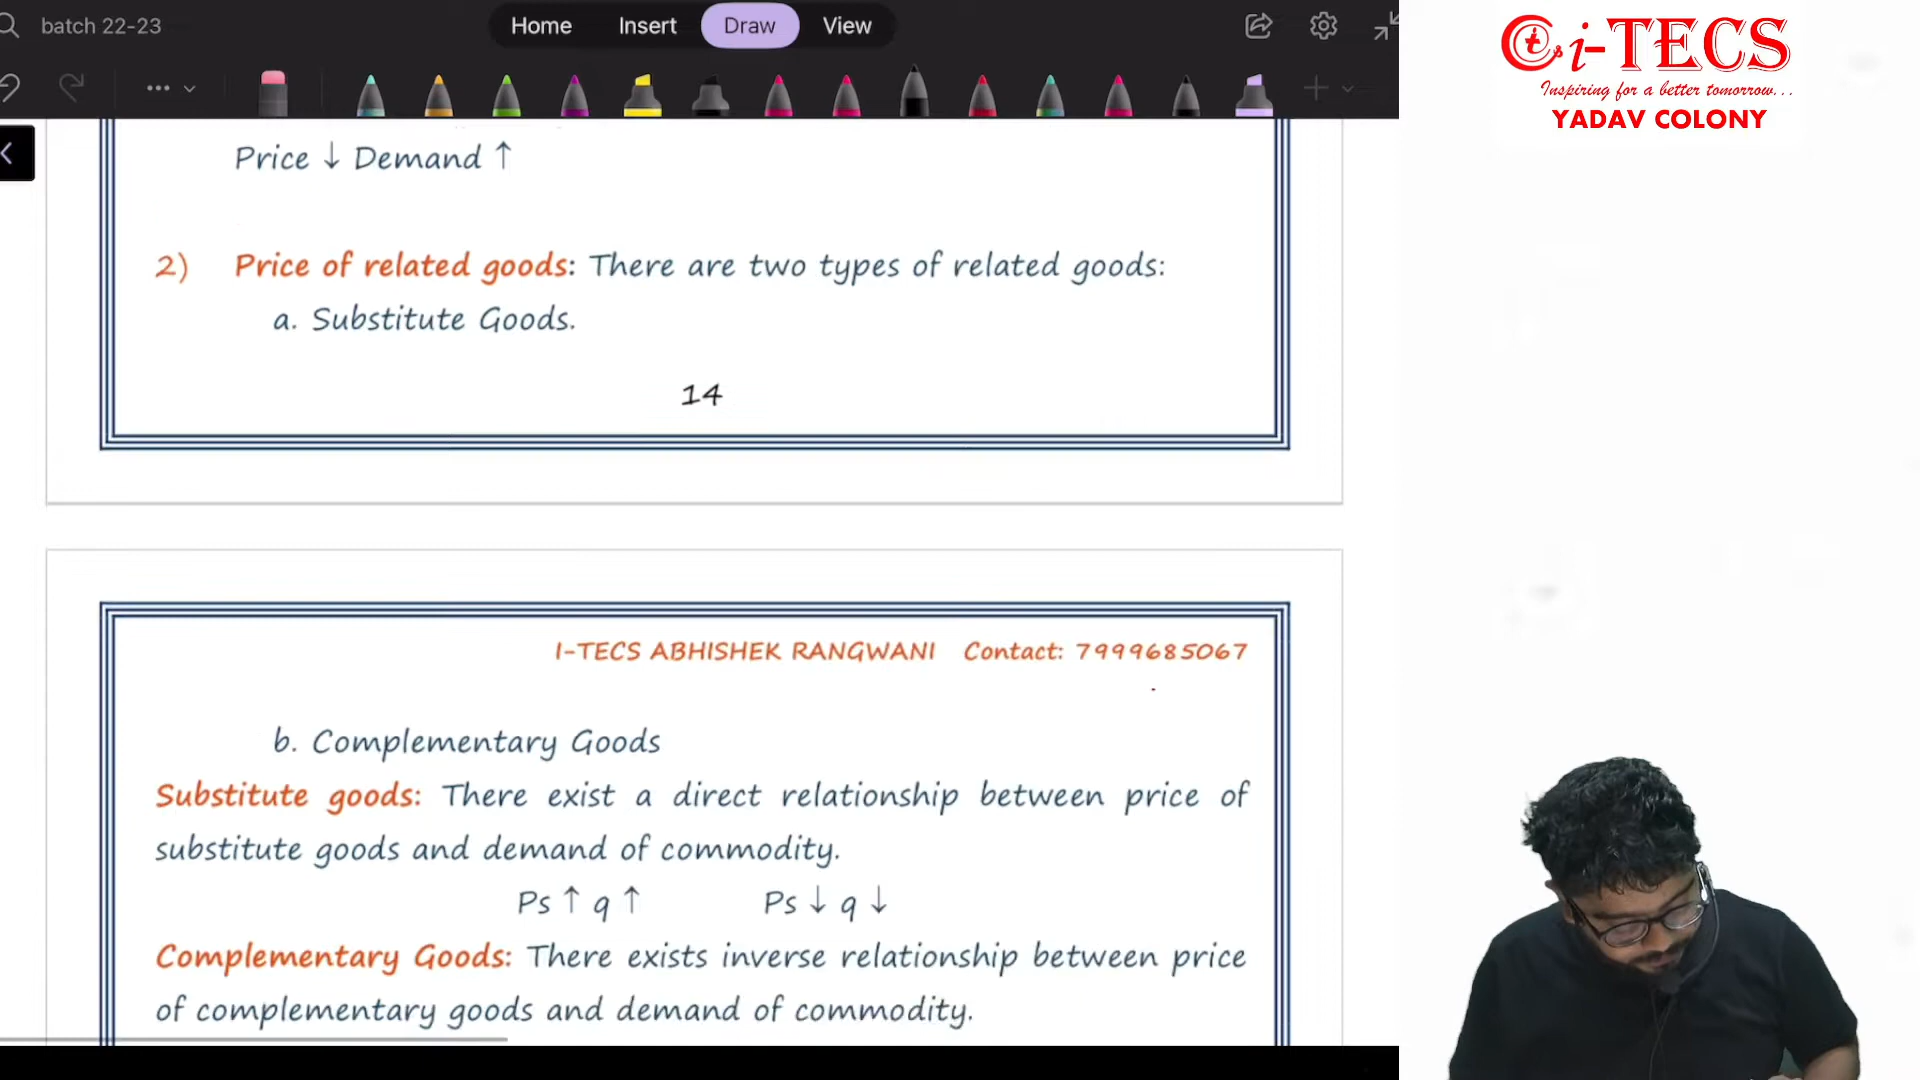 batch 22-23
Home Insert Draw View
i-TECS
Inspiring for a better tomorrow...
YADAV COLONY
Price ↓ Demand ↑
2) Price of related goods: There are two types of related goods:
a. Substitute Goods.
14
I-TECS ABHISHEK RANGWANI Contact: 7999685067
b. Complementary Goods
Substitute goods: There exist a direct relationship between price of
substitute goods and demand of commodity.
Ps ↑ q ↑ Ps ↓ q ↓
Complementary Goods: There exists inverse relationship between price
of complementary goods and demand of commodity.